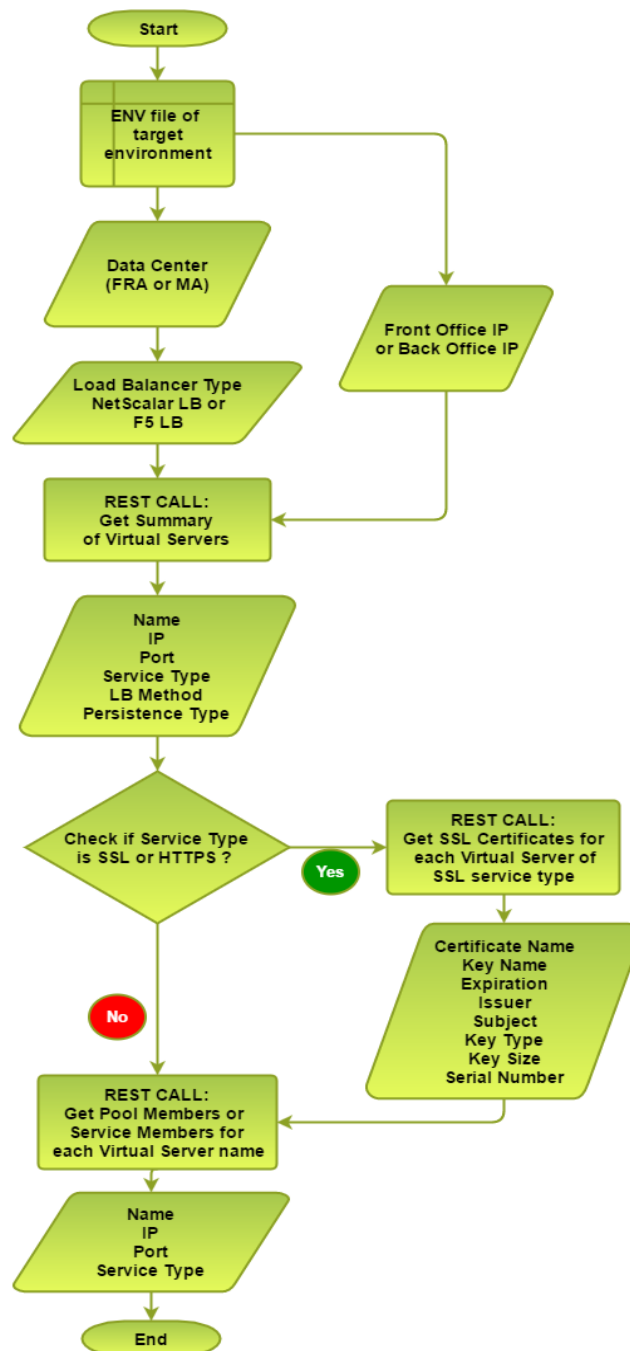 Start
ENV file of
target
environment
Data Center
(FRA or MA)
Front Office IP
or Back Office IP
Load Balancer Type
NetScalar LB or
F5 LB
REST CALL:
Get Summary
of Virtual Servers
Name
IP
Port
Service Type
LB Method
Persistence Type
Check if Service Type
is SSL or HTTPS ?
Yes
REST CALL:
Get SSL Certificates for
each Virtual Server of
SSL service type
Certificate Name
Key Name
Expiration
Issuer
Subject
Key Type
Key Size
Serial Number
No
REST CALL:
Get Pool Members or
Service Members for
each Virtual Server name
Name
IP
Port
Service Type
End